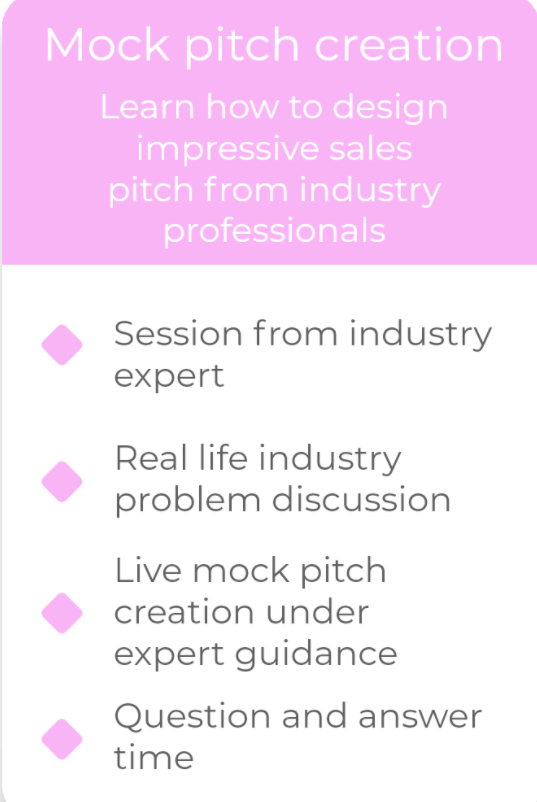 Mock pitch creation
Learn how to design
impressive sales
pitch from industry
professionals
Session from industry
expert
Real life industry
problem discussion
Live mock pitch
creation under
expert guidance
Question and answer
time